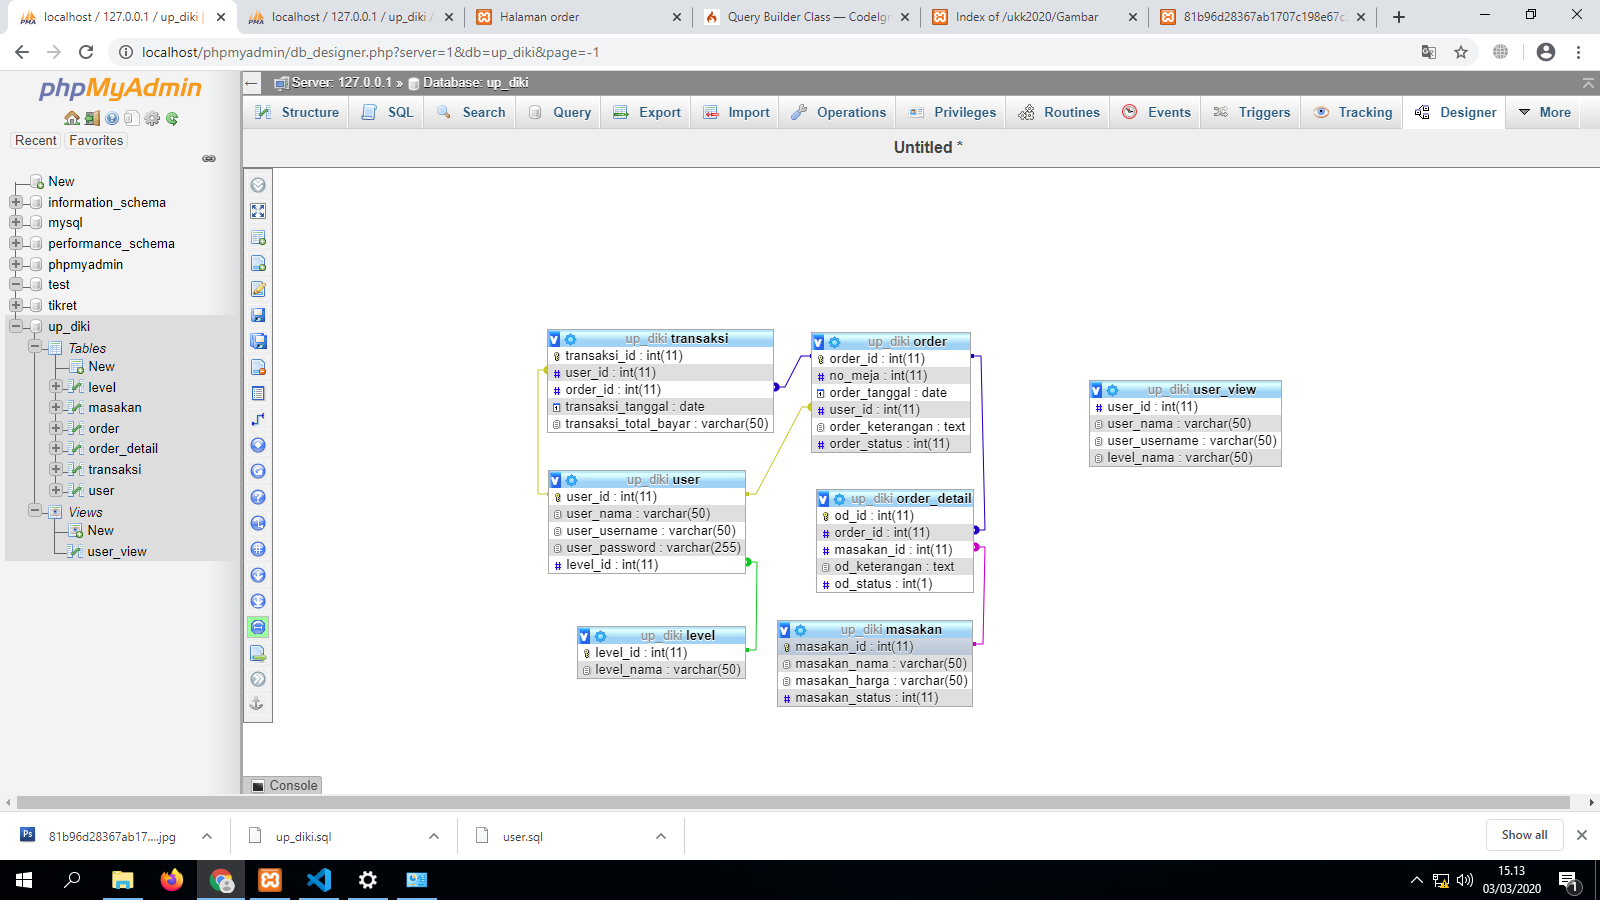 localhost / 127.0.0.1 / up_diki |
localhost / 127.0.0.1 / up_diki /
Halaman order
Query Builder Class — CodeIgn
Index of /ukk2020/Gambar
81b96d28367ab1707c198e67c
localhost/phpmyadmin/db_designer.php?server=1&db=up_diki&page=-1
phpMyAdmin
Recent
Favorites
New
information_schema
mysql
performance_schema
phpmyadmin
test
tikret
up_diki
Tables
New
level
masakan
order
order_detail
transaksi
user
Views
New
user_view
Server: 127.0.0.1 » Database: up_diki
Structure
SQL
Search
Query
Export
Import
Operations
Privileges
Routines
Events
Triggers
Tracking
Designer
More
Untitled *
up_diki transaksi
transaksi_id : int(11)
user_id : int(11)
order_id : int(11)
transaksi_tanggal : date
transaksi_total_bayar : varchar(50)
up_diki order
order_id : int(11)
no_meja : int(11)
order_tanggal : date
user_id : int(11)
order_keterangan : text
order_status : int(11)
up_diki user_view
user_id : int(11)
user_nama : varchar(50)
user_username : varchar(50)
level_nama : varchar(50)
up_diki user
user_id : int(11)
user_nama : varchar(50)
user_username : varchar(50)
user_password : varchar(255)
level_id : int(11)
up_diki order_detail
od_id : int(11)
order_id : int(11)
masakan_id : int(11)
od_keterangan : text
od_status : int(1)
up_diki level
level_id : int(11)
level_nama : varchar(50)
up_diki masakan
masakan_id : int(11)
masakan_nama : varchar(50)
masakan_harga : varchar(50)
masakan_status : int(11)
Console
81b96d28367ab17....jpg
up_diki.sql
user.sql
Show all
15.13
03/03/2020
1